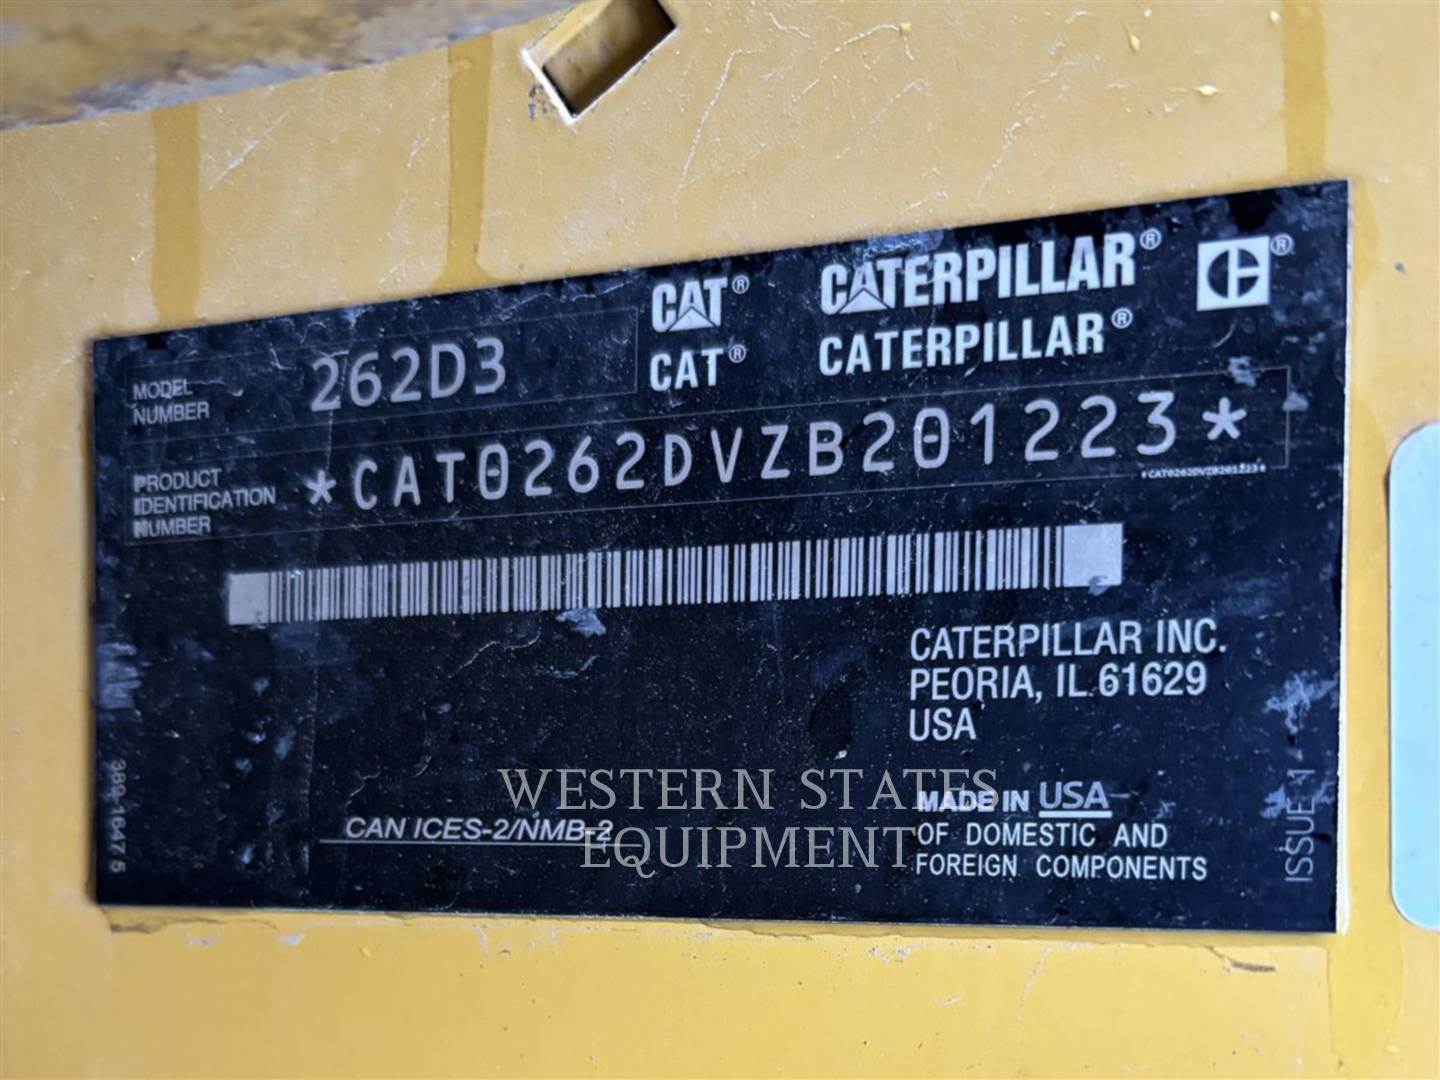 CAT® CATERPILLAR®
CAT® CATERPILLAR®
MODEL NUMBER 262D3
PRODUCT IDENTIFICATION NUMBER *CAT0262DVZB201223*
*CAT0262DVZB201223*
CATERPILLAR INC.
PEORIA, IL 61629
USA
MADE IN USA
OF DOMESTIC AND
FOREIGN COMPONENTS
CAN ICES-2/NMB-2
ISSUE 1
WESTERN STATES
EQUIPMENT